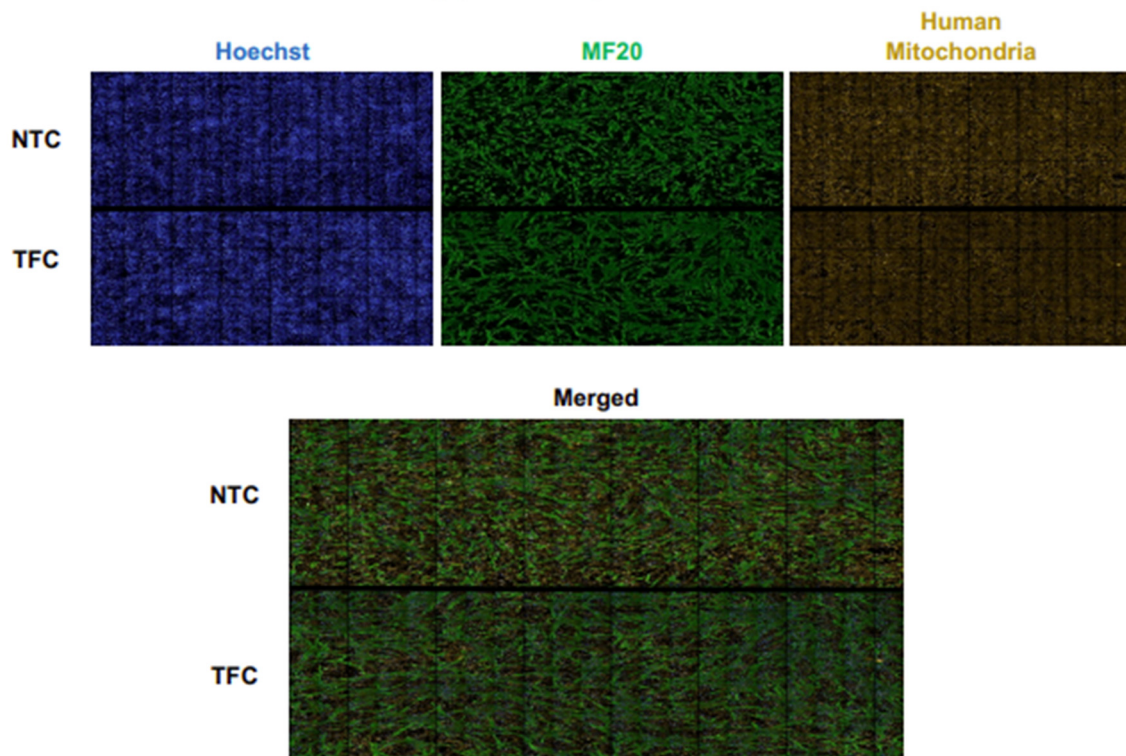 Hoechst
MF20
Human
Mitochondria
NTC
TFC
Merged
NTC
TFC